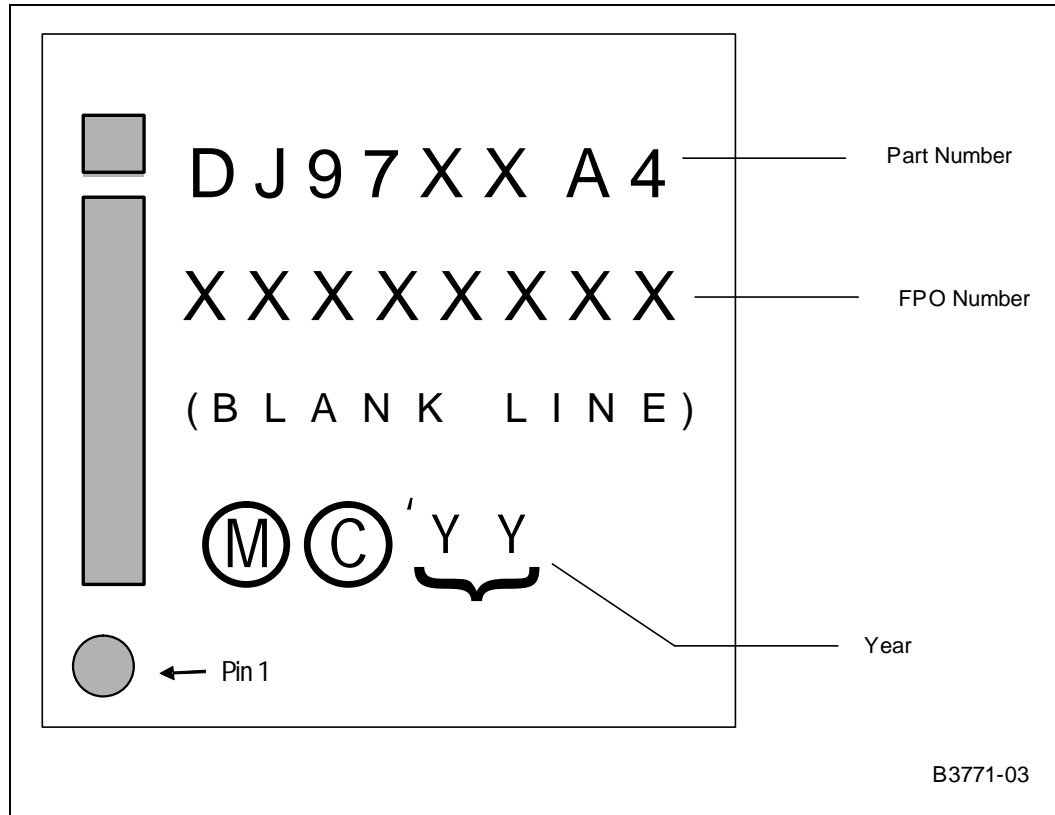 DJ97XX A4
Part Number
XXXXXXXX
FPO Number
(BLANK LINE)
Ⓜ Ⓒ 'YY
Year
Pin 1
B3771-03